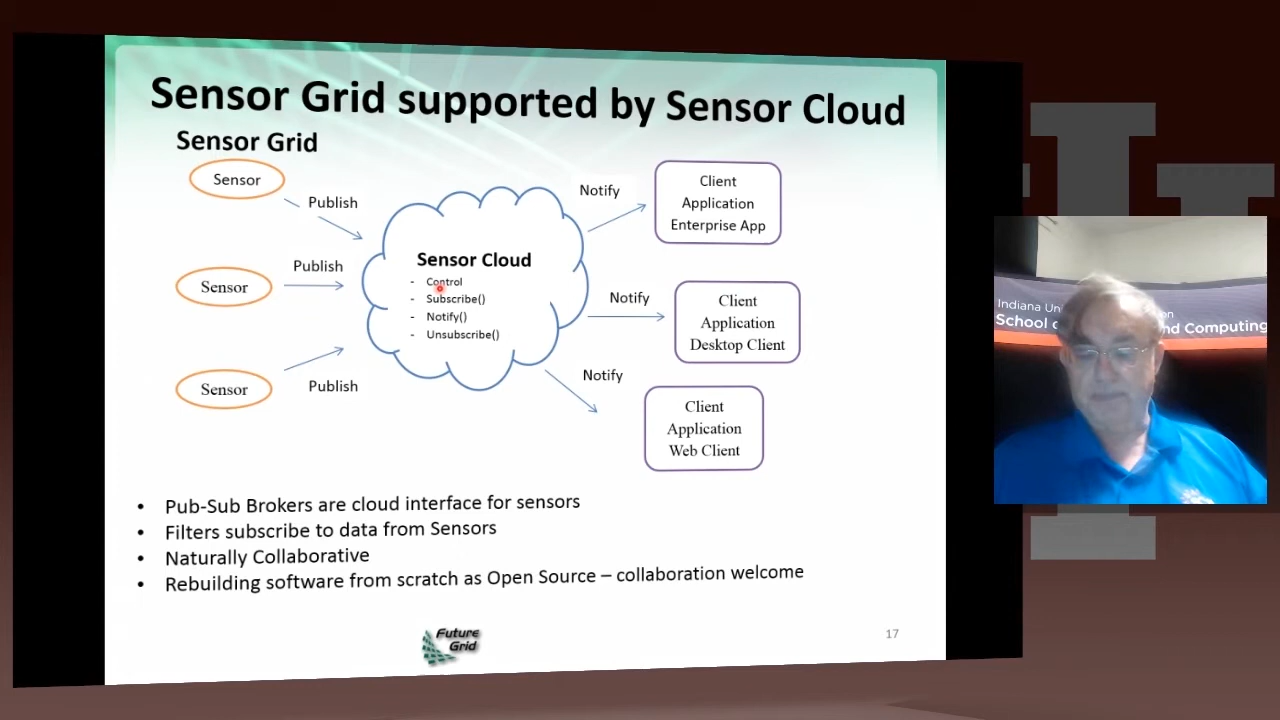 Sensor Grid supported by Sensor Cloud
Sensor Grid
Sensor
Publish
Sensor
Publish
Sensor
Publish
Sensor Cloud
- Control
- Subscribe()
- Notify()
- Unsubscribe()
Notify
Client
Application
Enterprise App
Notify
Client
Application
Desktop Client
Notify
Client
Application
Web Client
• Pub-Sub Brokers are cloud interface for sensors
• Filters subscribe to data from Sensors
• Naturally Collaborative
• Rebuilding software from scratch as Open Source – collaboration welcome
Future
Grid
17
Indiana
School and Computing